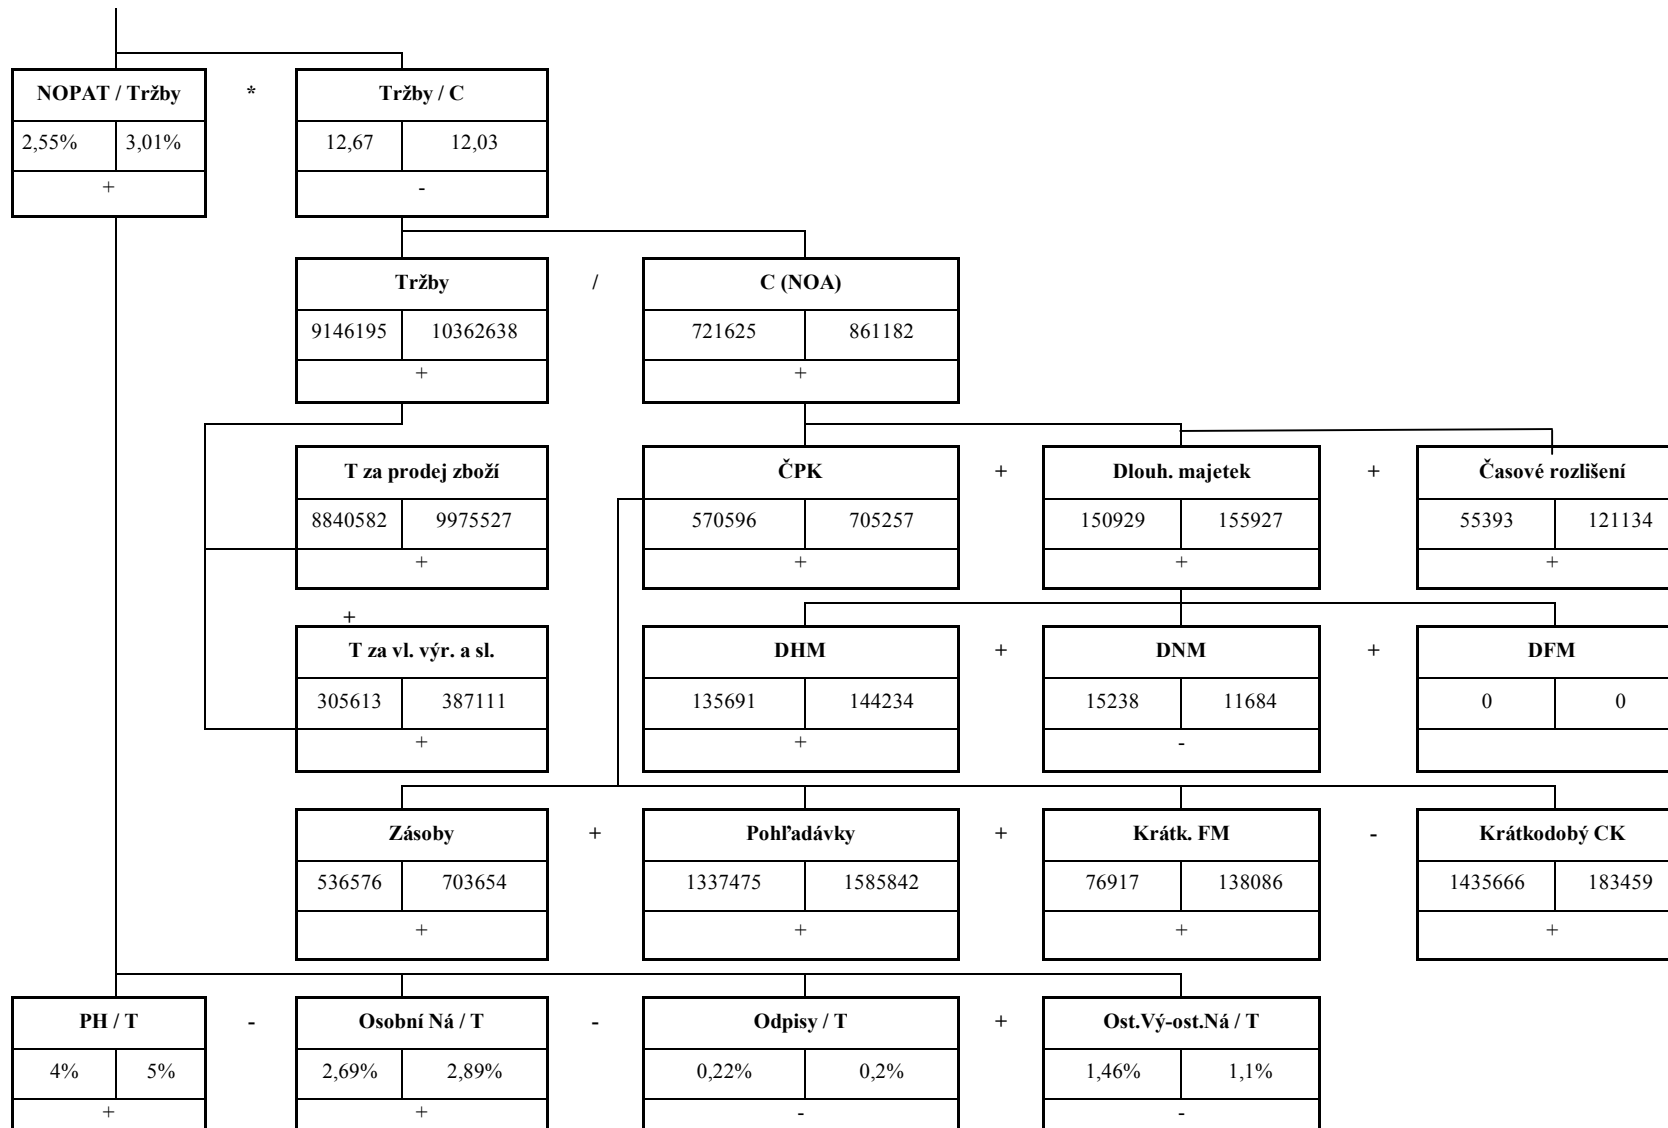 NOPAT / Tržby * Tržby / C
2,55% 3,01% 12,67 12,03
+ -
Tržby / C (NOA)
9146195 10362638 721625 861182
+ +
T za prodej zboží ČPK + Dlouh. majetek + Časové rozlišení
8840582 9975527 570596 705257 150929 155927 55393 121134
+ + + +
+
T za vl. výr. a sl. DHM + DNM + DFM
305613 387111 135691 144234 15238 11684 0 0
+ + -
Zásoby + Pohľadávky + Krátk. FM - Krátkodobý CK
536576 703654 1337475 1585842 76917 138086 1435666 183459
+ + + +
PH / T - Osobní Ná / T - Odpisy / T + Ost.Vý-ost.Ná / T
4% 5% 2,69% 2,89% 0,22% 0,2% 1,46% 1,1%
+ + - -